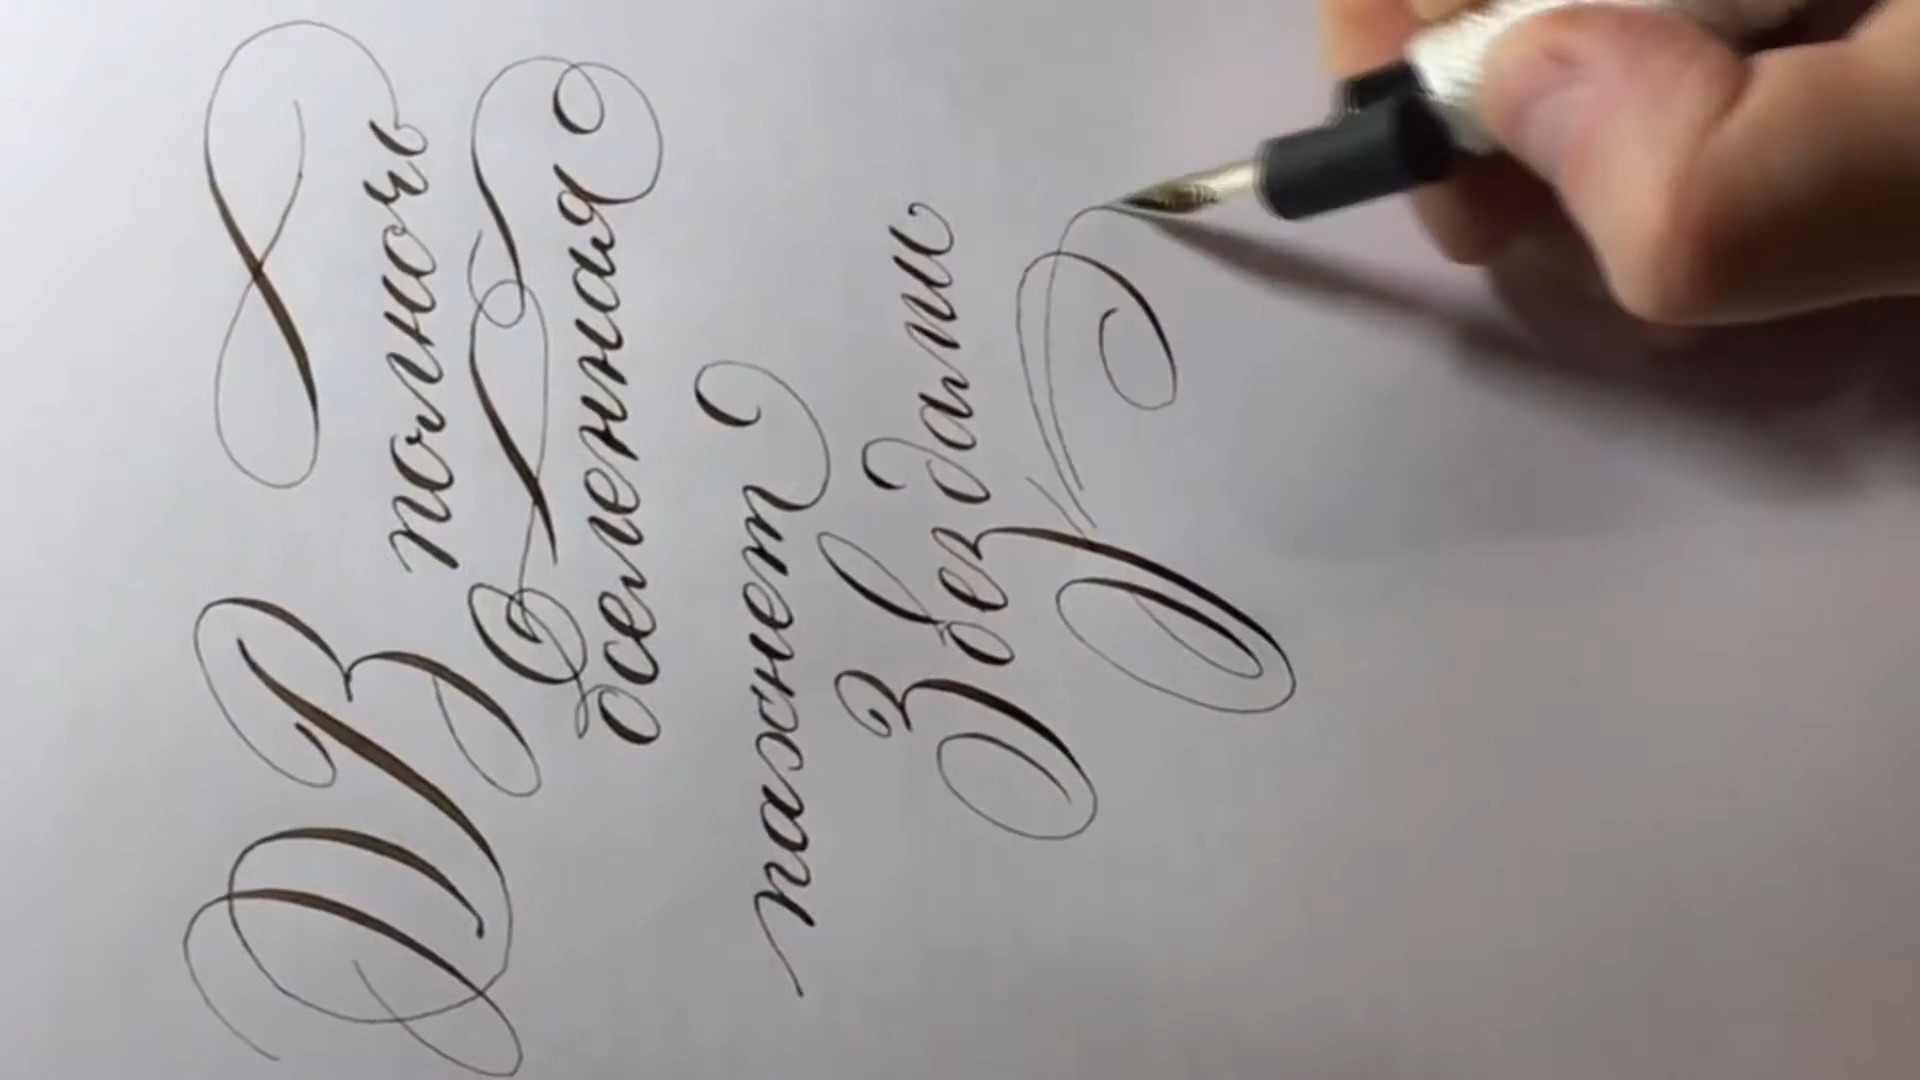 В полночь
вселенная
пахнет
звездами